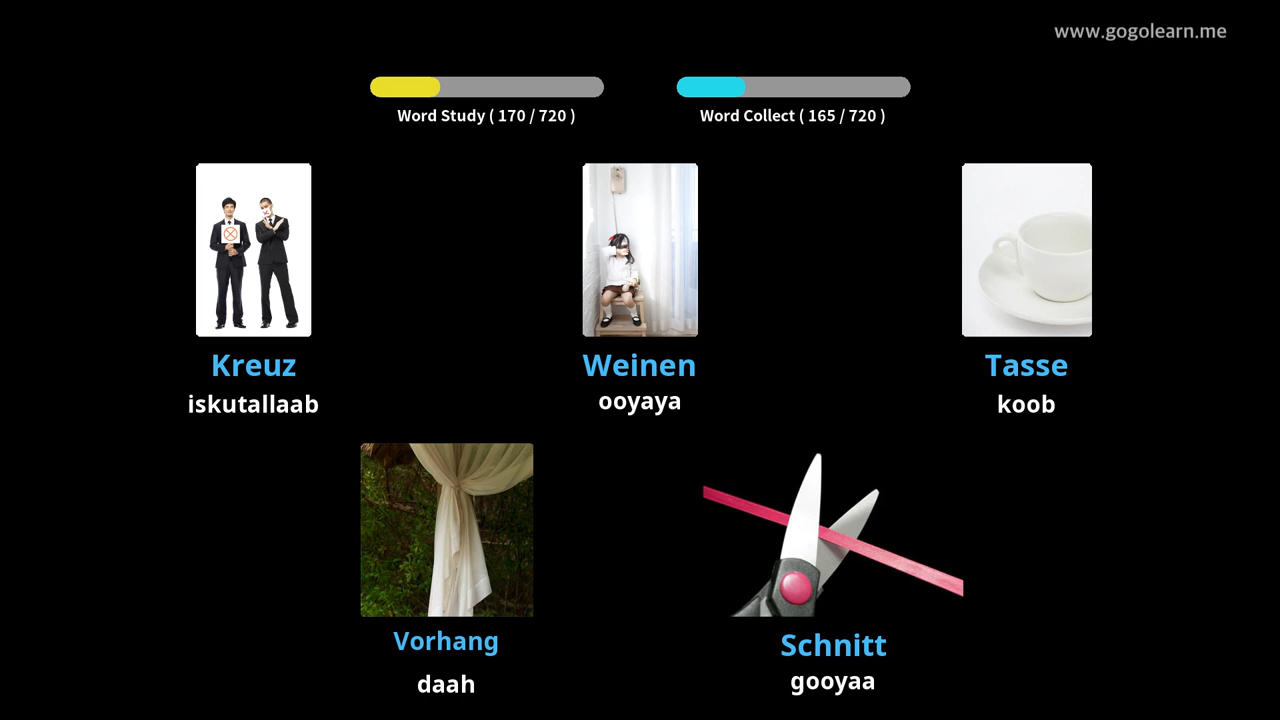 www.gogolearn.me
Word Study ( 170 / 720 )
Word Collect ( 165 / 720 )
Kreuz
iskutallaab
Weinen
ooyaya
Tasse
koob
Vorhang
daah
Schnitt
gooyaa